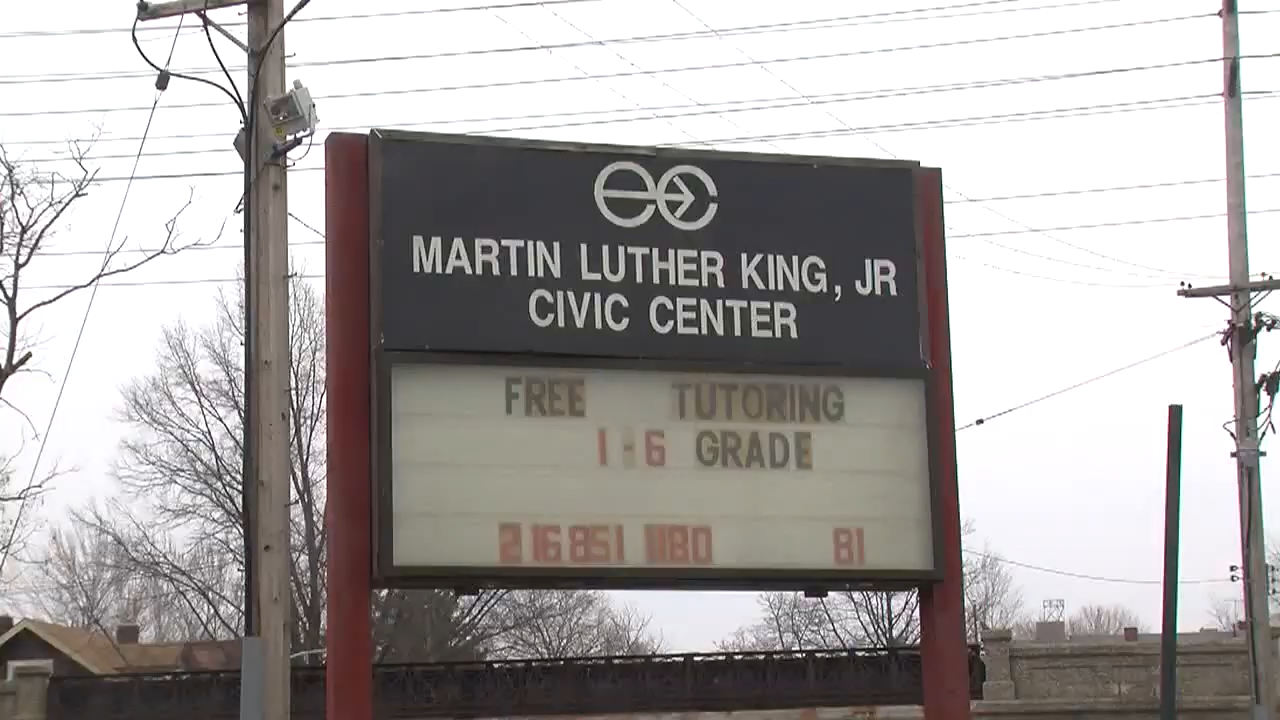 MARTIN LUTHER KING, JR
CIVIC CENTER
FREE TUTORING
1-6 GRADE
216851 1180 81